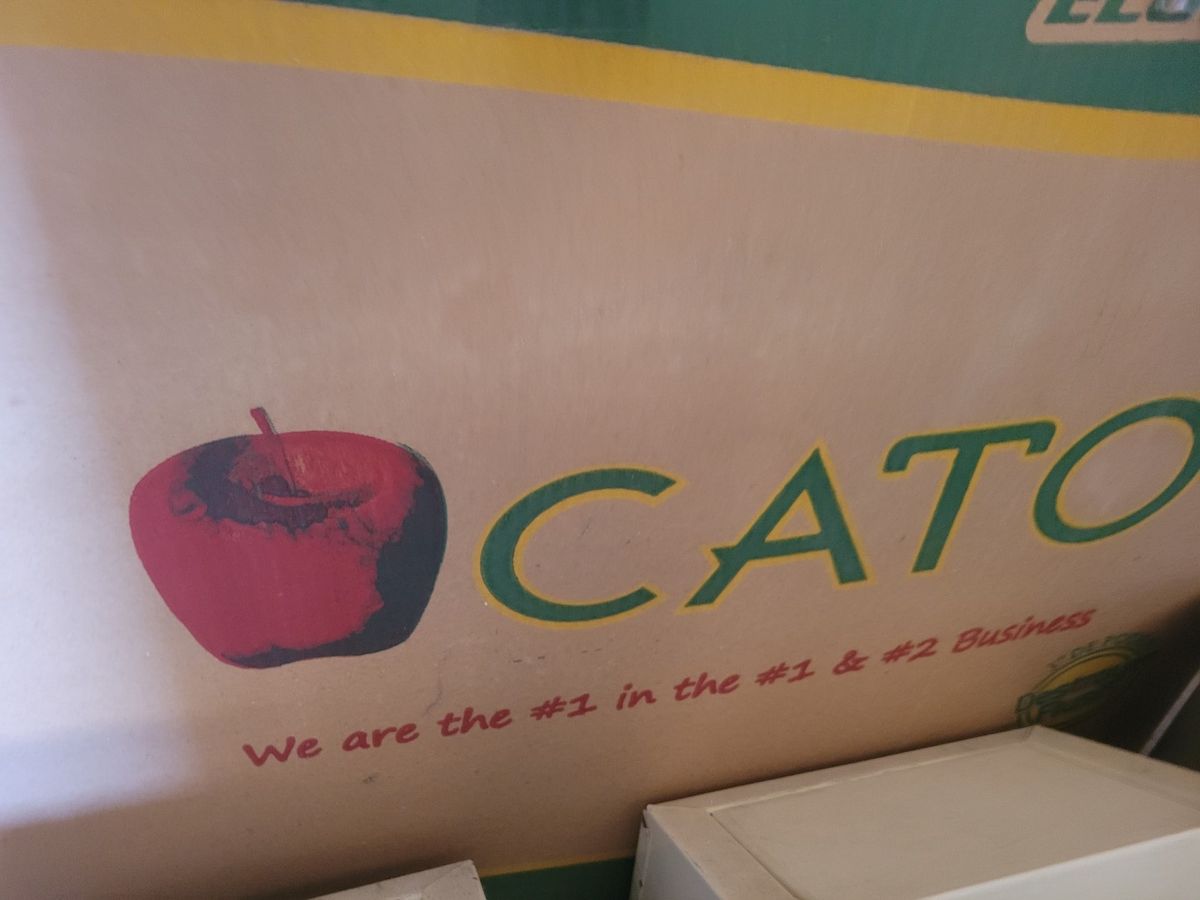 CATO
We are the #1 in the #1 & #2 Business